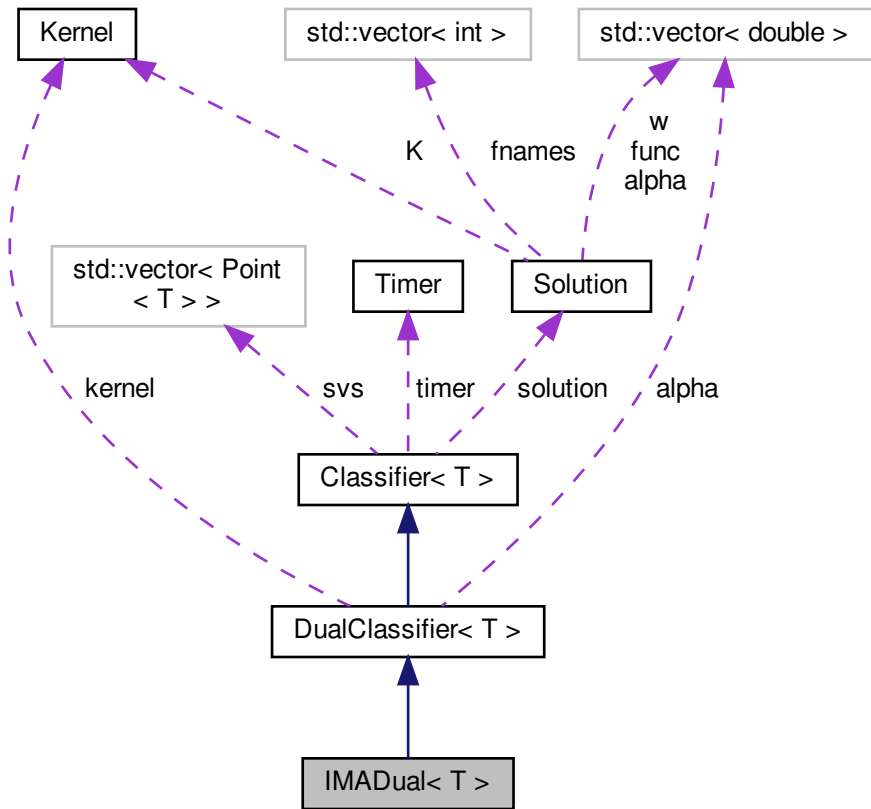 Kernel
std::vector< int >
std::vector< double >
K
fnames
w
func
alpha
std::vector< Point
< T > >
Timer
Solution
kernel
svs
timer
solution
alpha
Classifier< T >
DualClassifier< T >
IMADual< T >